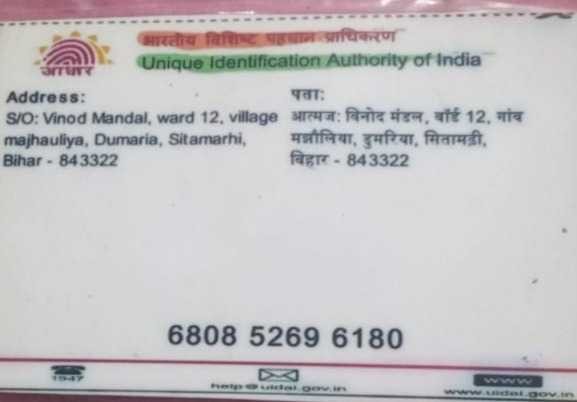 भारतीय विशिष्ट पहचान प्राधिकरण
Unique Identification Authority of India
आधार
Address:
S/O: Vinod Mandal, ward 12, village
majhauliya, Dumaria, Sitamarhi,
Bihar - 843322
पता:
आत्मज: विनोद मंडल, वॉर्ड 12, गांव
मझौलिया, डुमरिया, सितामढ़ी,
बिहार - 843322
6808 5269 6180
1947
help@uidai.gov.in
www
www.uidai.gov.in